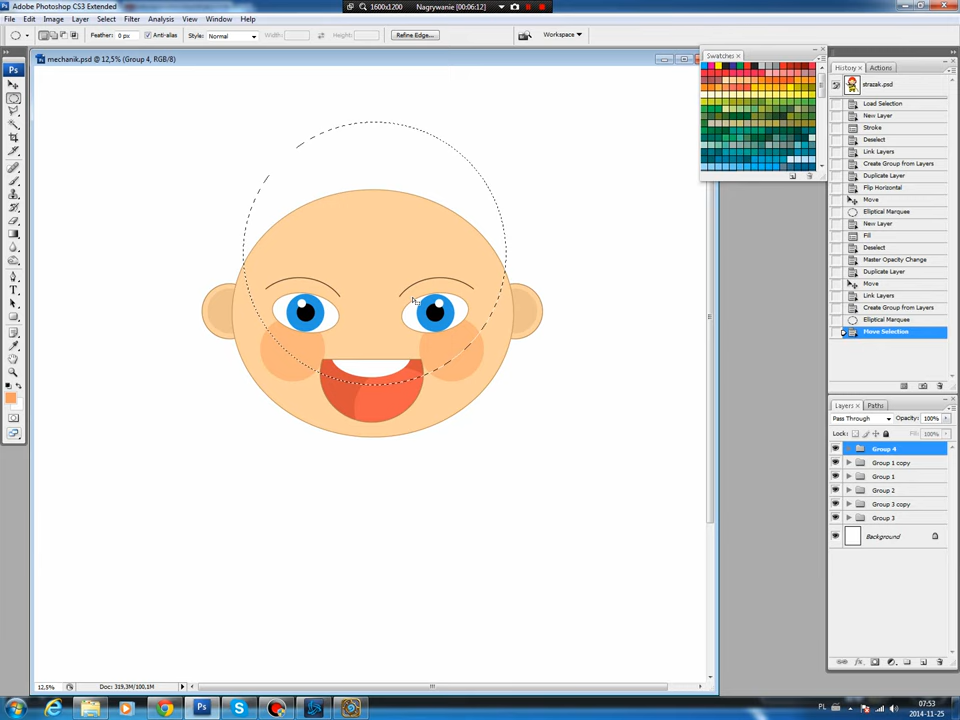 Adobe Photoshop CS3 Extended
1600x1200
Nagrywanie [00:06:12]
File Edit Image Layer Select Filter Analysis View Window Help
Feather: 0 px
Anti-alias
Style: Normal
Width:
Height:
Refine Edge...
Workspace
mechanik.psd @ 12,5% (Group 4, RGB/8)
Swatches x
History x Actions
strazak.psd
Load Selection
New Layer
Stroke
Deselect
Link Layers
Create Group from Layers
Duplicate Layer
Flip Horizontal
Move
Elliptical Marquee
New Layer
Fill
Deselect
Master Opacity Change
Duplicate Layer
Move
Link Layers
Create Group from Layers
Elliptical Marquee
Move Selection
Layers x Paths
Pass Through
Opacity: 100%
Lock:
Fill: 100%
Group 4
Group 1 copy
Group 1
Group 2
Group 3 copy
Group 3
Background
12,5%
Doc: 319,3M/100,1M
PL
07:53
2014-11-25